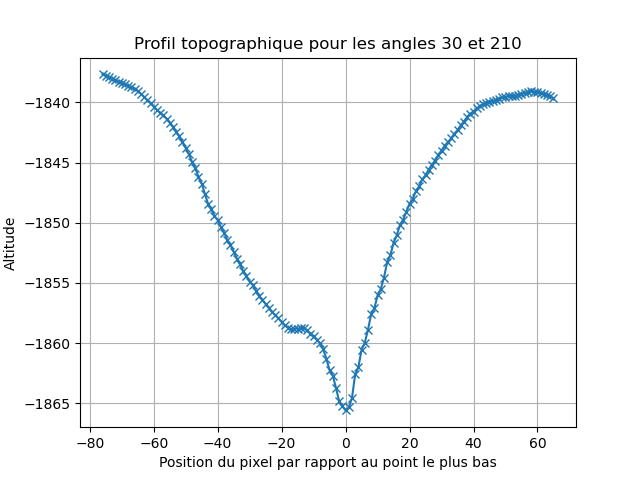 Profil topographique pour les angles 30 et 210
Altitude
−1840
−1845
−1850
−1855
−1860
−1865
−80 −60 −40 −20 0 20 40 60
Position du pixel par rapport au point le plus bas